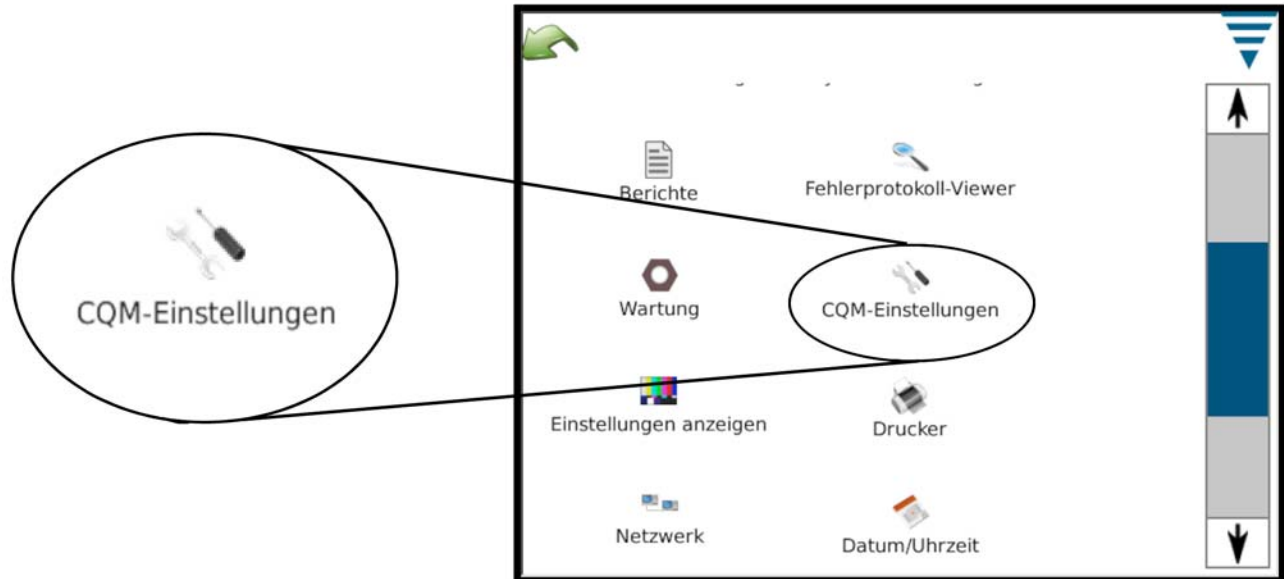 Berichte
Fehlerprotokoll-Viewer
CQM-Einstellungen
Wartung
CQM-Einstellungen
Einstellungen anzeigen
Drucker
Netzwerk
Datum/Uhrzeit